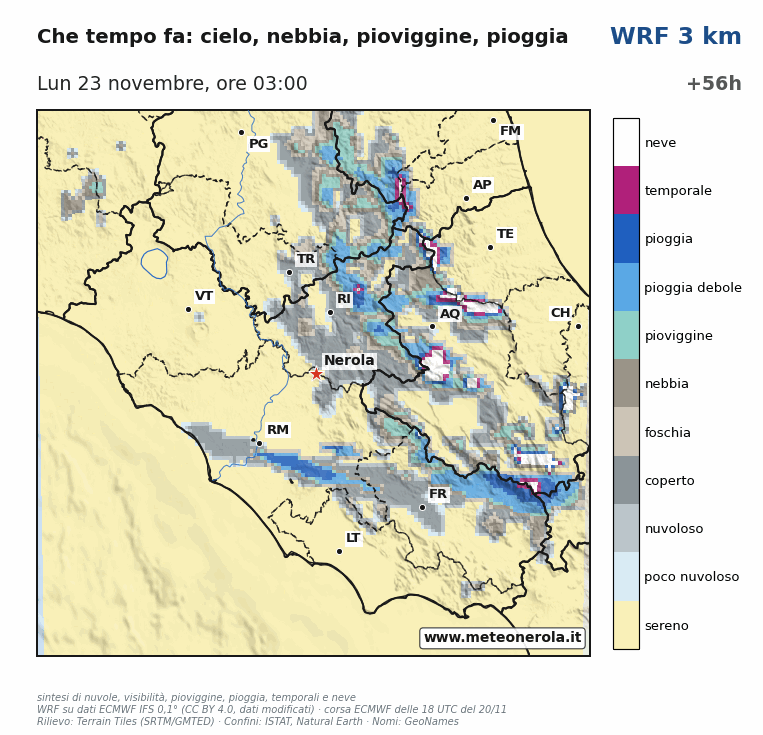 Che tempo fa: cielo, nebbia, pioviggine, pioggia
WRF 3 km
Lun 23 novembre, ore 03:00
+56h
FM
PG
AP
TE
TR
VT
RI
AQ
CH
Nerola
RM
FR
LT
www.meteonerola.it
neve
temporale
pioggia
pioggia debole
pioviggine
nebbia
foschia
coperto
nuvoloso
poco nuvoloso
sereno
sintesi di nuvole, visibilità, pioviggine, pioggia, temporali e neve
WRF su dati ECMWF IFS 0,1° (CC BY 4.0, dati modificati) · corsa ECMWF delle 18 UTC del 20/11
Rilievo: Terrain Tiles (SRTM/GMTED) · Confini: ISTAT, Natural Earth · Nomi: GeoNames